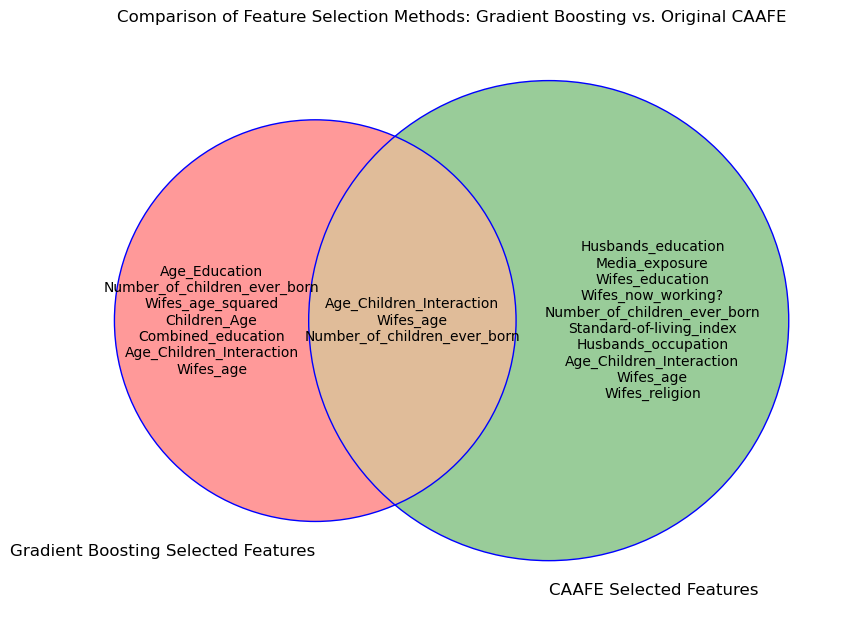 Comparison of Feature Selection Methods: Gradient Boosting vs. Original CAAFE
Age_Education
Number_of_children_ever_born
Wifes_age_squared
Children_Age
Combined_education
Age_Children_Interaction
Wifes_age
Age_Children_Interaction
Wifes_age
Number_of_children_ever_born
Husbands_education
Media_exposure
Wifes_education
Wifes_now_working?
Number_of_children_ever_born
Standard-of-living_index
Husbands_occupation
Age_Children_Interaction
Wifes_age
Wifes_religion
Gradient Boosting Selected Features
CAAFE Selected Features